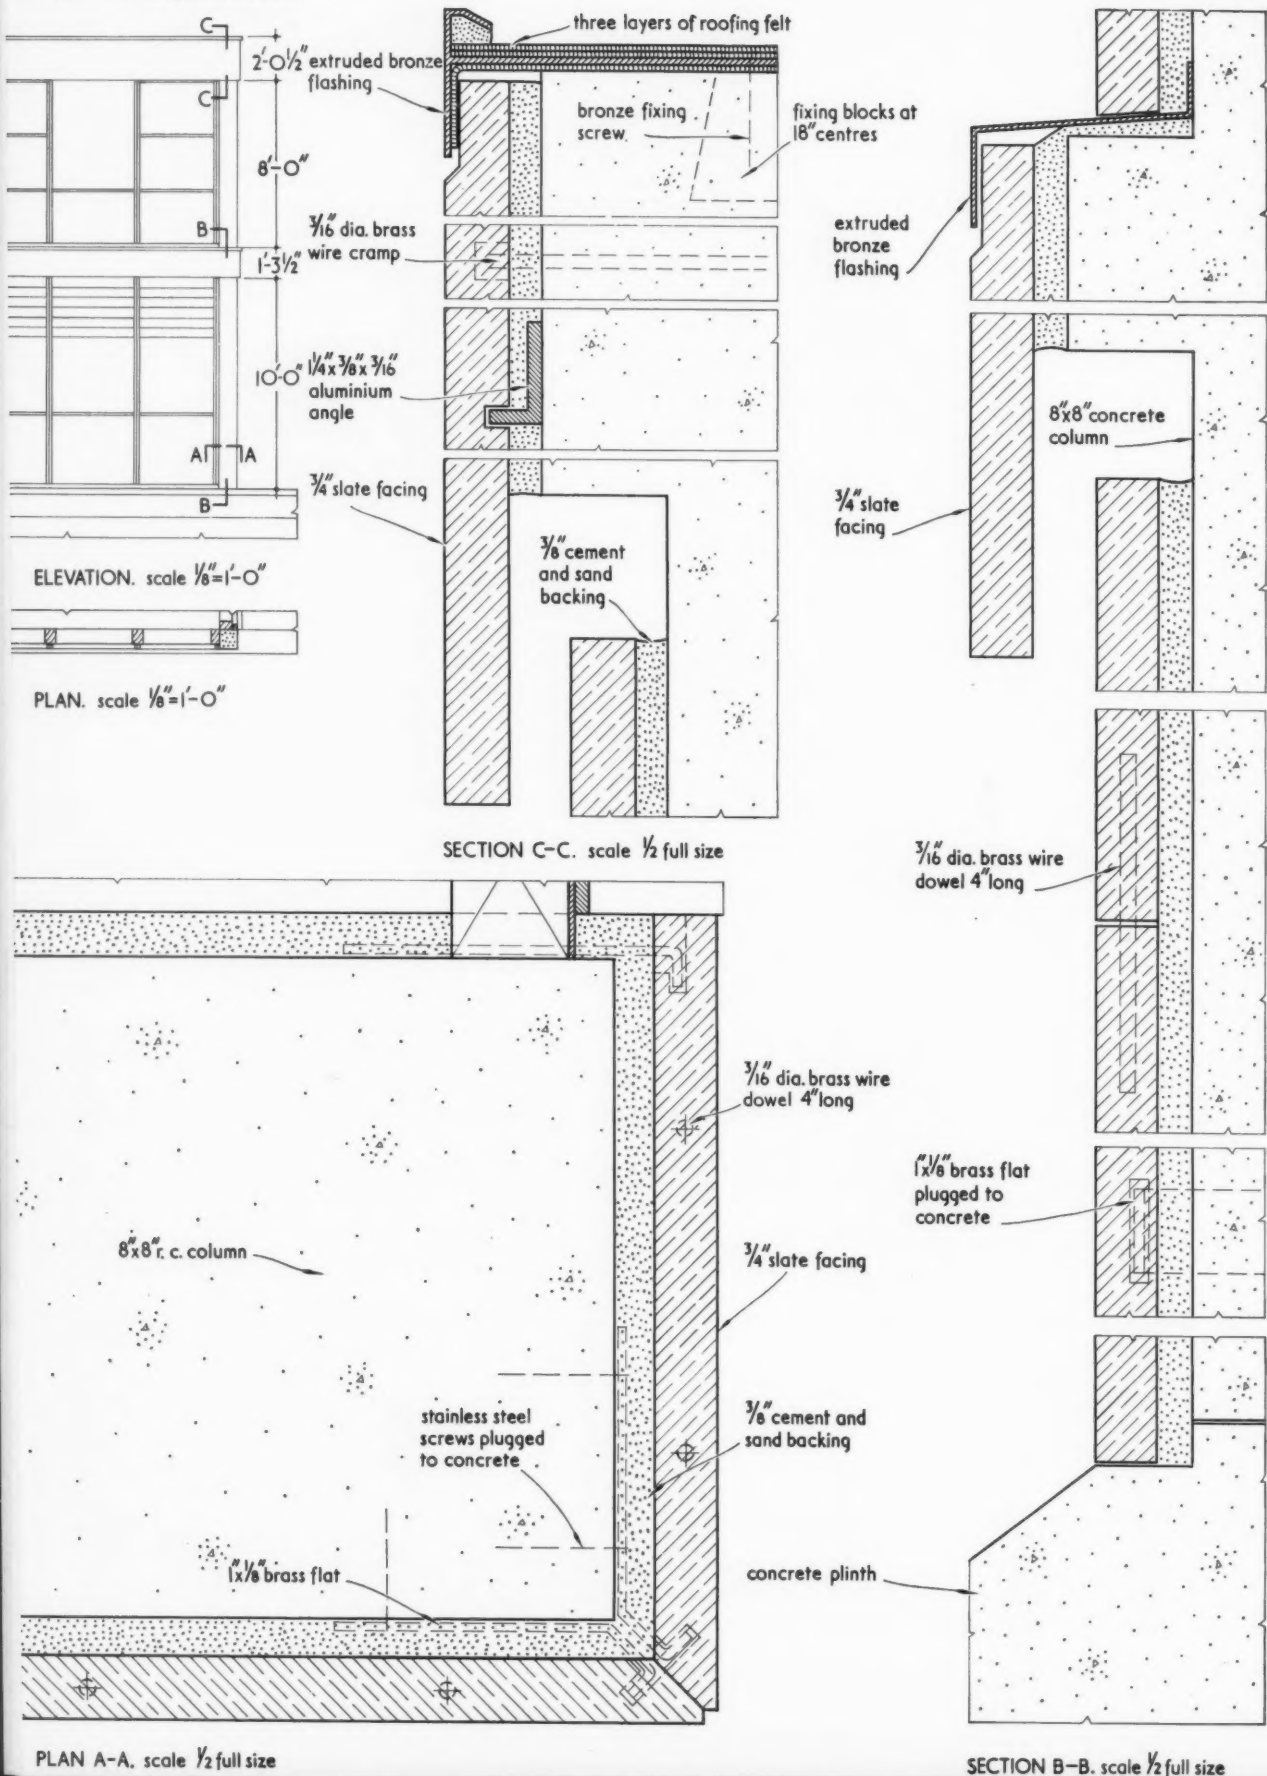 C
2'-0½"
C
8'-0"
B
1'-3½"
10'-0"
A A
B
ELEVATION. scale ⅛"=1'-0"
PLAN. scale ⅛"=1'-0"
three layers of roofing felt
extruded bronze
flashing
bronze fixing
screw
fixing blocks at
18" centres
3/16" dia. brass
wire cramp
1¼"x⅜"x3/16"
aluminium
angle
¾" slate facing
⅜" cement
and sand
backing
SECTION C-C. scale ½ full size
extruded
bronze
flashing
8"x8" concrete
column
¾" slate
facing
3/16" dia. brass wire
dowel 4" long
1"x⅛" brass flat
plugged to
concrete
concrete plinth
SECTION B-B. scale ½ full size
3/16" dia. brass wire
dowel 4" long
8"x8" r. c. column
¾" slate facing
stainless steel
screws plugged
to concrete
⅜" cement and
sand backing
1"x⅛" brass flat
PLAN A-A. scale ½ full size